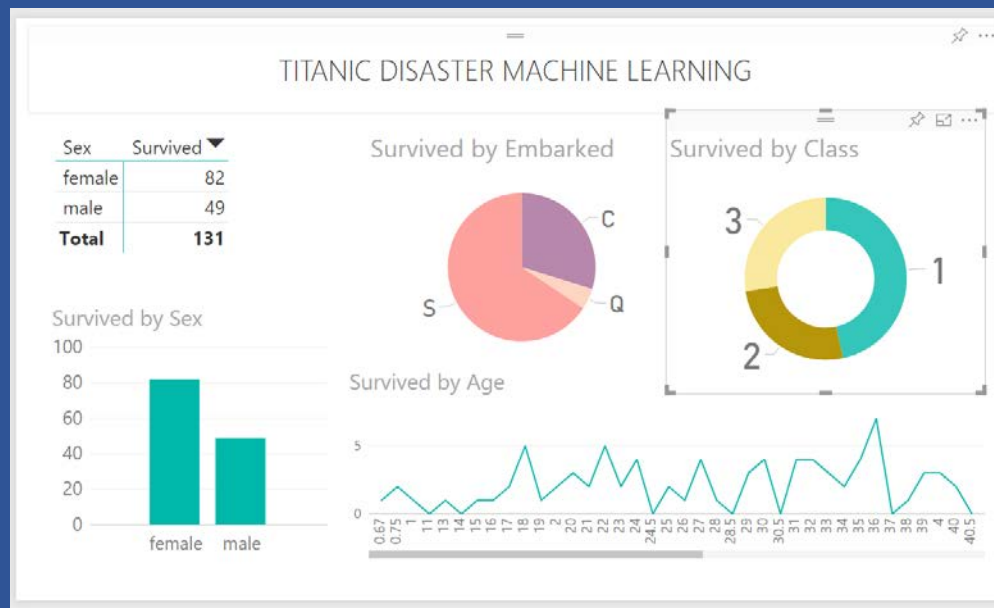 TITANIC DISASTER MACHINE LEARNING
Sex Survived
female 82
male 49
Total 131
Survived by Embarked
C
Q
S
Survived by Class
3
1
2
Survived by Sex
100
80
60
40
20
0
female male
Survived by Age
5
0
0.67 0.75 1 11 13 14 15 16 17 18 19 2 20 21 22 23 24 24.5 25 26 27 28 28.5 29 30 30.5 31 32 33 34 35 36 37 38 39 4 40 40.5